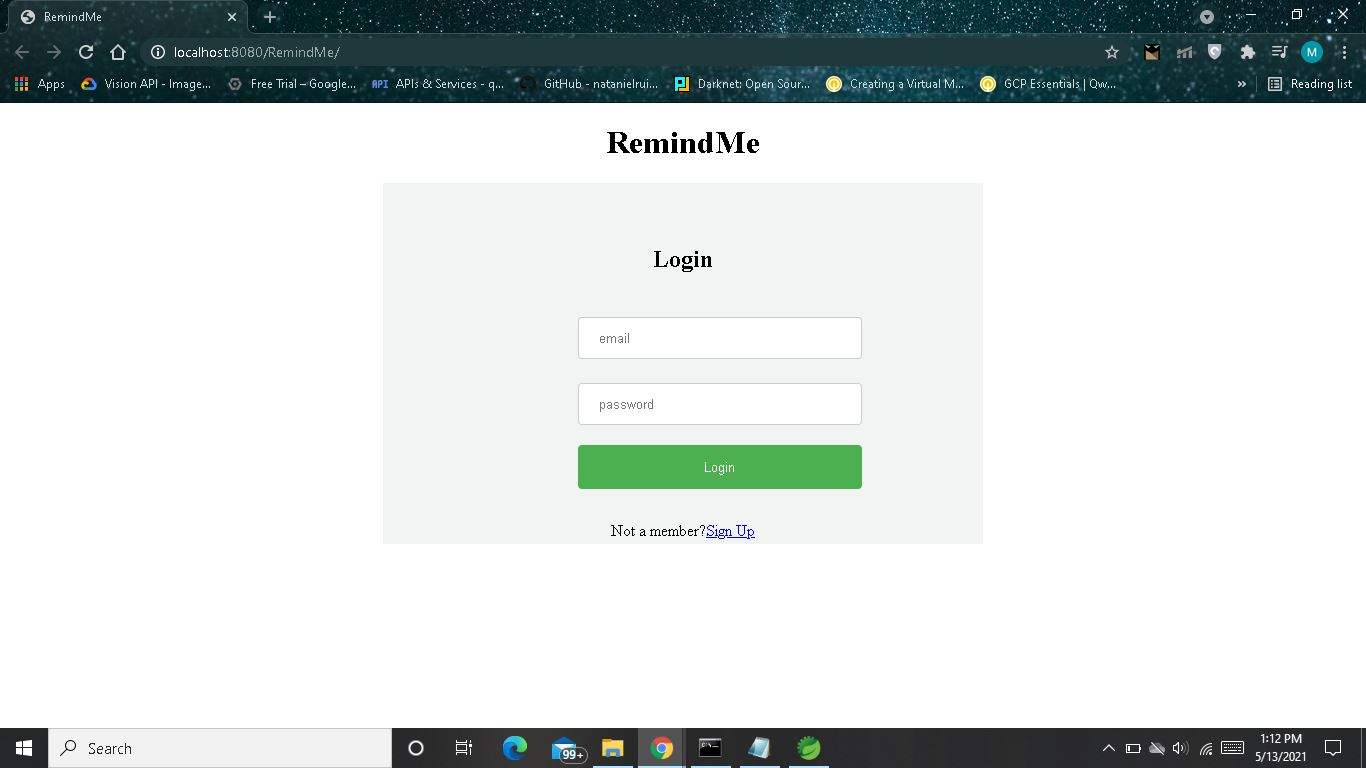 RemindMe
localhost:8080/RemindMe/
M
Apps
Vision API - Image...
Free Trial – Google...
API APIs & Services - q...
GitHub - natanielrui...
Darknet: Open Sour...
Creating a Virtual M...
GCP Essentials | Qw...
»
Reading list
RemindMe
Login
email
password
Login
Not a member?Sign Up
Search
99+
1:12 PM
5/13/2021